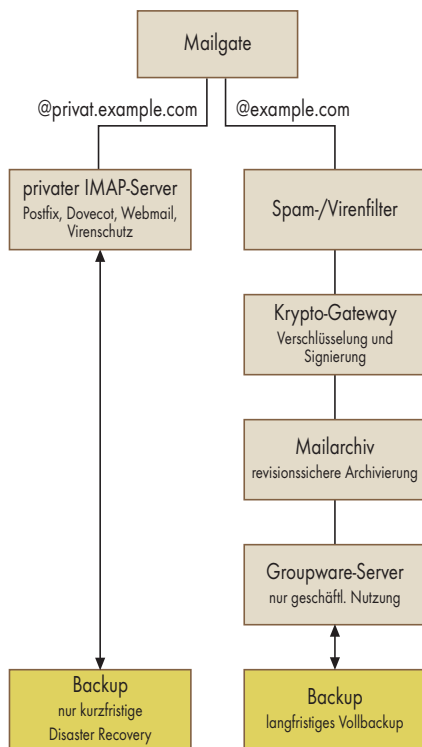 Mailgate
@privat.example.com
@example.com
privater IMAP-Server
Postfix, Dovecot, Webmail,
Virenschutz
Spam-/Virenfilter
Krypto-Gateway
Verschlüsselung und
Signierung
Mailarchiv
revisionssichere Archivierung
Groupware-Server
nur geschäftl. Nutzung
Backup
nur kurzfristige
Disaster Recovery
Backup
langfristiges Vollbackup